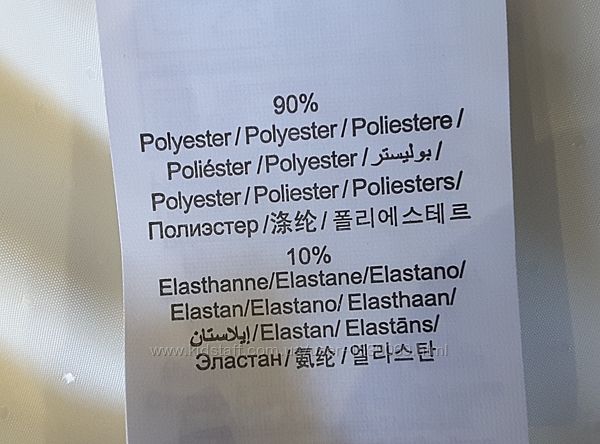 90%
Polyester / Polyester / Poliestere /
Poliéster / Polyester / بوليستر /
Polyester / Poliester / Poliesters/
Полиэстер /涤纶 / 폴리에스테르
10%
Elasthanne/Elastane/Elastano/
Elastan/Elastano/ Elasthaan/
إيلاستان /Elastan/ Elastāns/
Эластан / 氨纶 / 엘라스탄